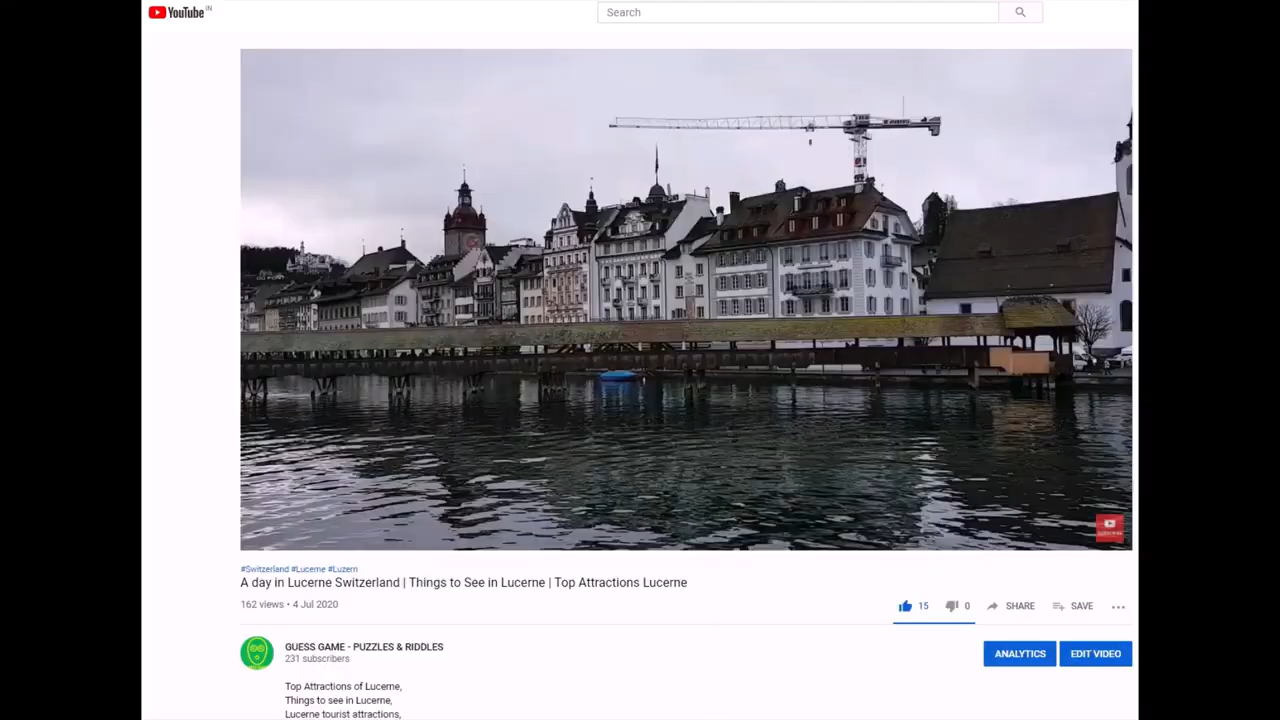 YouTube IN
Search
#Switzerland #Lucerne #Luzern
A day in Lucerne Switzerland | Things to See in Lucerne | Top Attractions Lucerne
162 views • 4 Jul 2020
15
0
SHARE
SAVE
GUESS GAME - PUZZLES & RIDDLES
231 subscribers
ANALYTICS
EDIT VIDEO
Top Attractions of Lucerne,
Things to see in Lucerne,
Lucerne tourist attractions,